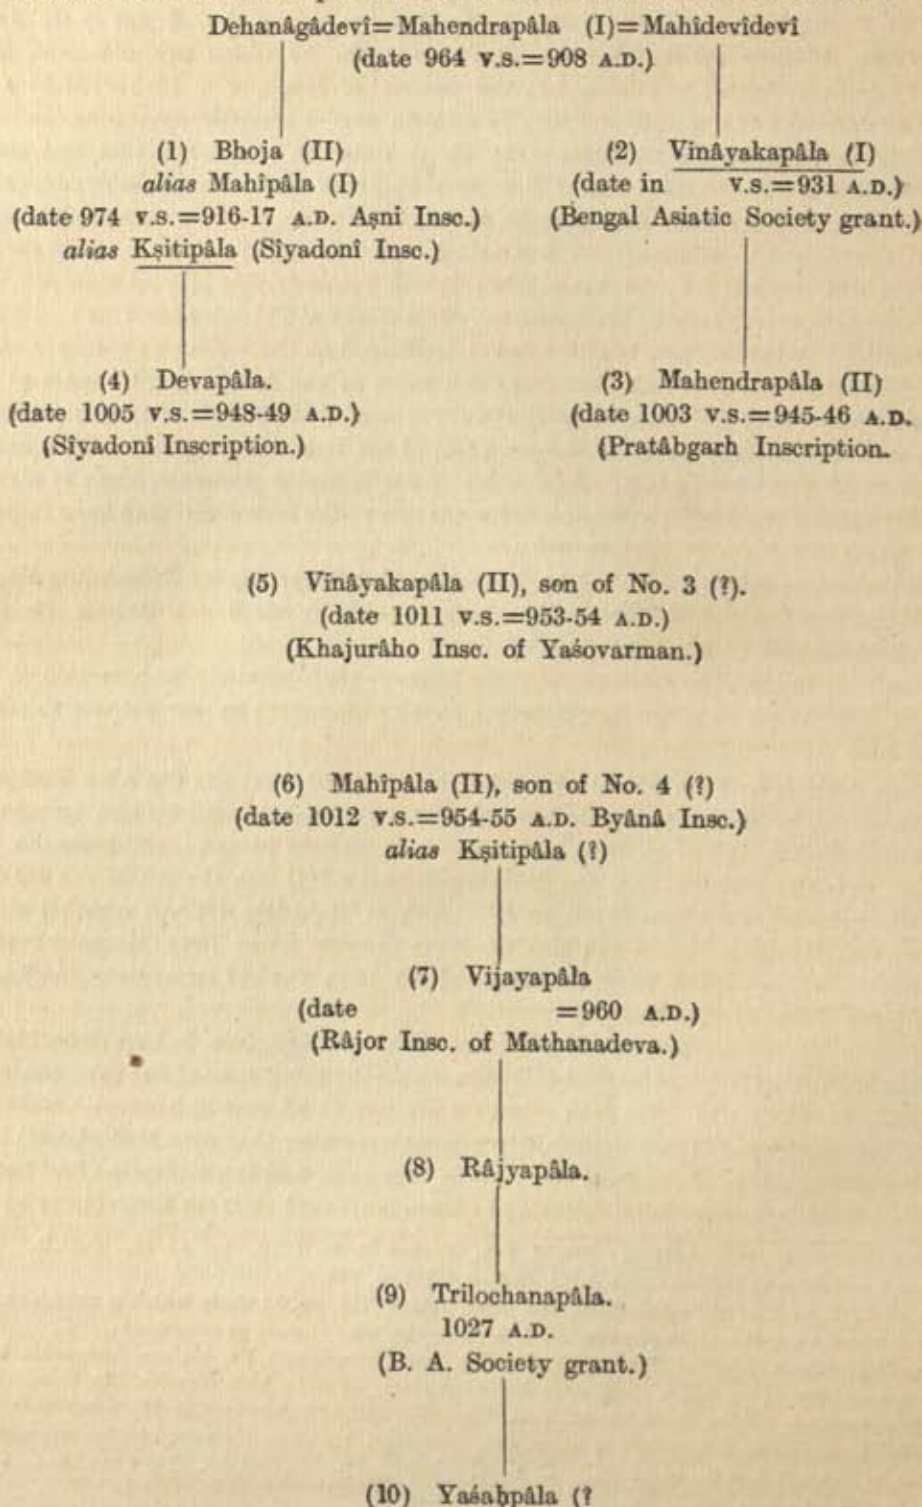 Dehanâgâdevî=Mahendrapâla (I)=Mahîdevîdevî
(date 964 V.S.=908 A.D.)
(1) Bhoja (II)
alias Mahîpâla (I)
(date 974 V.S.=916-17 A.D. Aṣni Insc.)
alias Kṣitipâla (Sîyadonî Insc.)
(2) Vinâyakapâla (I)
(date in V.S.=931 A.D.)
(Bengal Asiatic Society grant.)
(4) Devapâla.
(date 1005 V.S.=948-49 A.D.)
(Sîyadonî Inscription.)
(3) Mahendrapâla (II)
(date 1003 V.S.=945-46 A.D.
(Pratâbgarh Inscription.
(5) Vinâyakapâla (II), son of No. 3 (?).
(date 1011 V.S.=953-54 A.D.)
(Khajurâho Insc. of Yaśovarman.)
(6) Mahîpâla (II), son of No. 4 (?)
(date 1012 V.S.=954-55 A.D. Byânâ Insc.)
alias Kṣitipâla (?)
(7) Vijayapâla
(date =960 A.D.)
(Râjor Insc. of Mathanadeva.)
(8) Râjyapâla.
(9) Trilochanapâla.
1027 A.D.
(B. A. Society grant.)
(10) Yaśaḥpâla (?